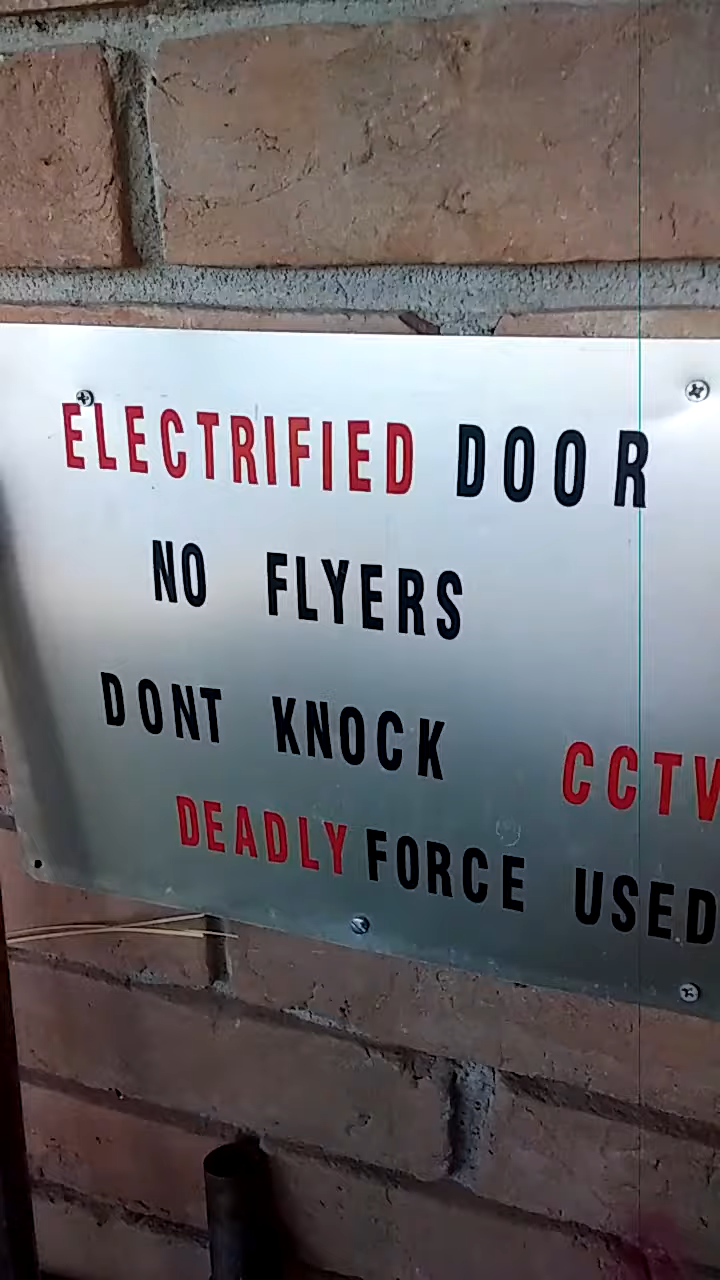 ELECTRIFIED DOOR
NO FLYERS
DONT KNOCK CCTV
DEADLY FORCE USED